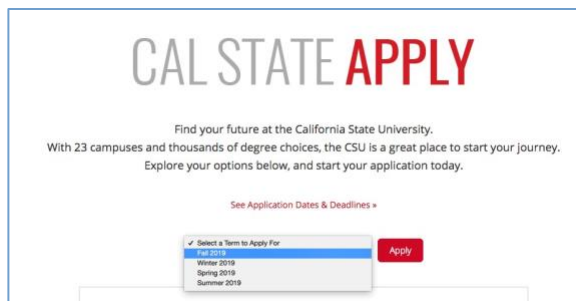 CAL STATE APPLY
Find your future at the California State University.
With 23 campuses and thousands of degree choices, the CSU is a great place to start your journey.
Explore your options below, and start your application today.
See Application Dates & Deadlines »
✓ Select a Term to Apply For
Apply
Fall 2019
Winter 2019
Spring 2019
Summer 2019